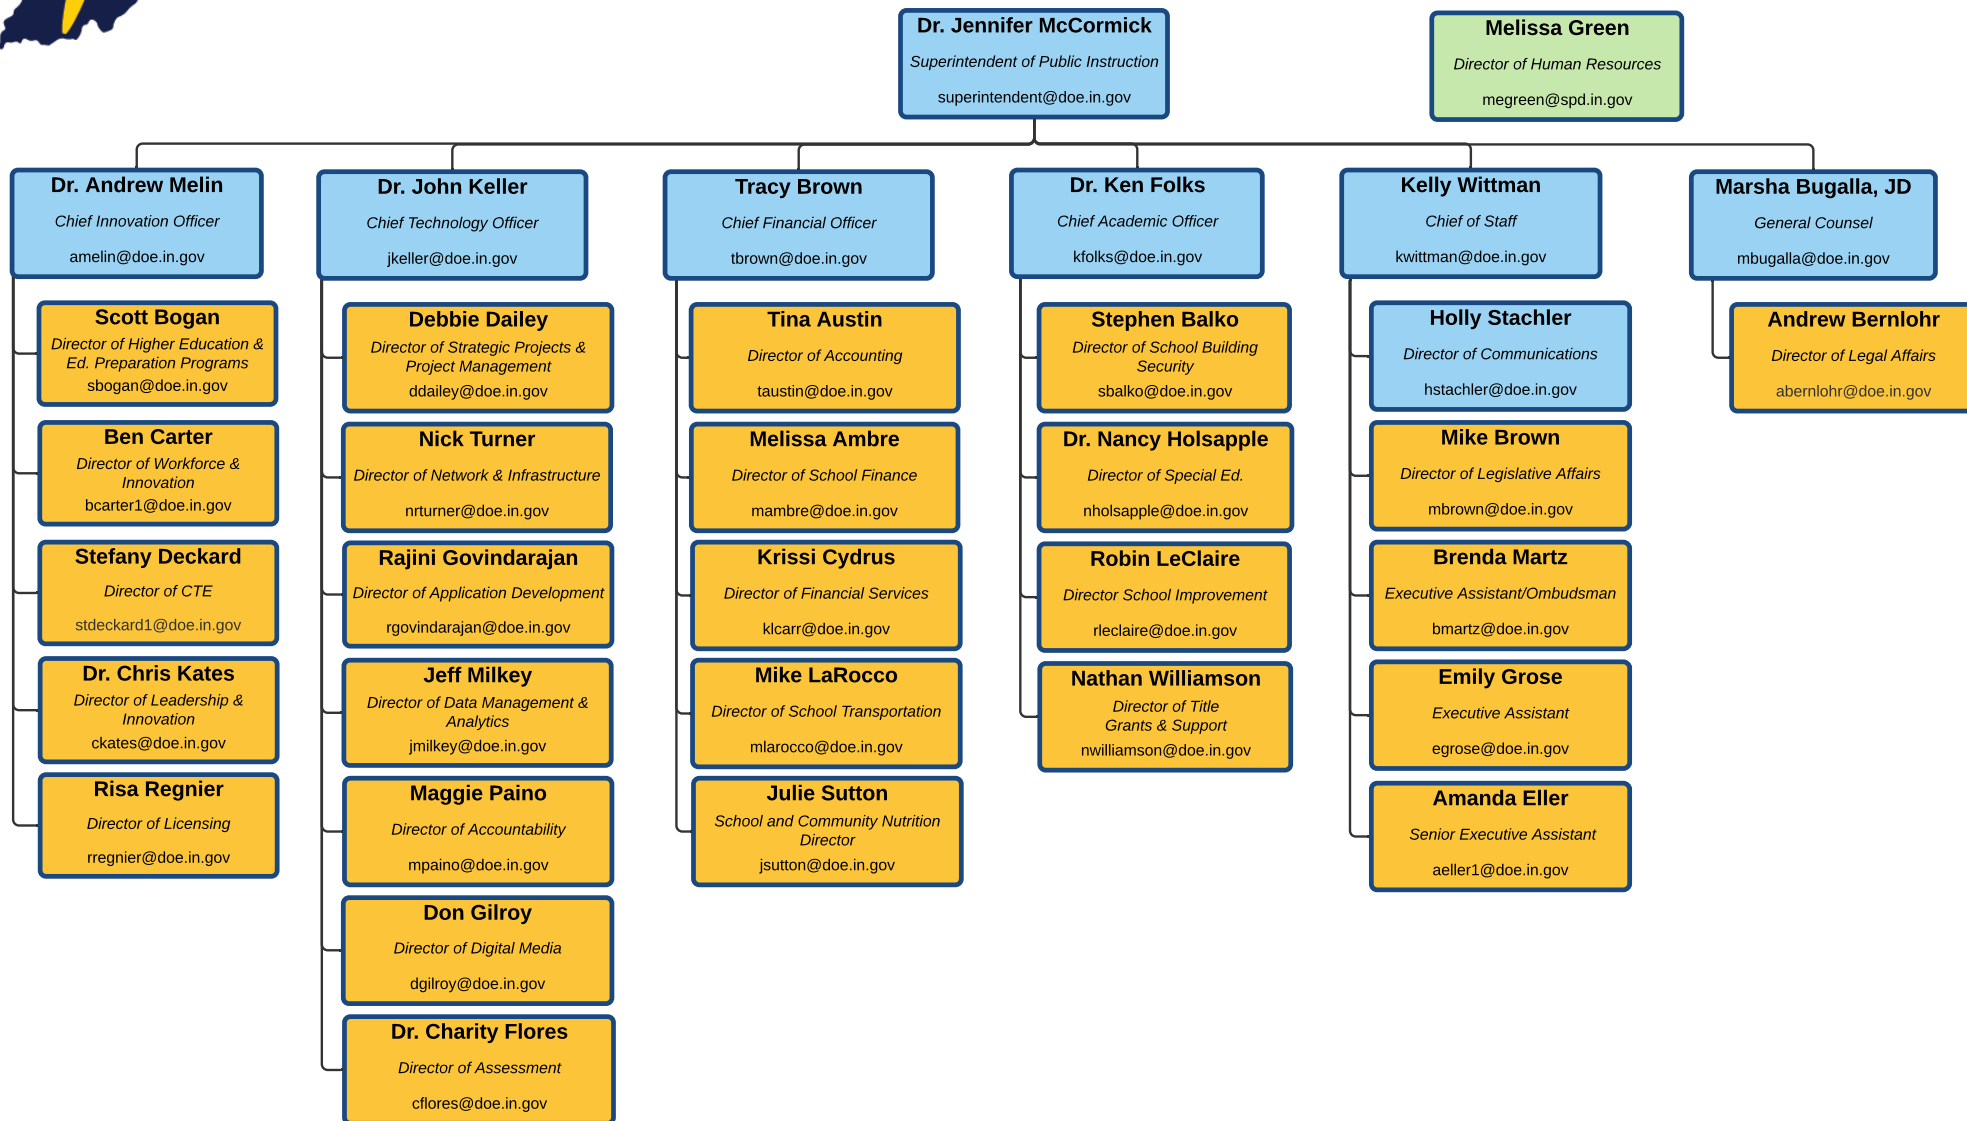 Dr. Jennifer McCormick
Superintendent of Public Instruction
superintendent@doe.in.gov
Melissa Green
Director of Human Resources
megreen@spd.in.gov
Dr. Andrew Melin
Chief Innovation Officer
amelin@doe.in.gov
Scott Bogan
Director of Higher Education &
Ed. Preparation Programs
sbogan@doe.in.gov
Ben Carter
Director of Workforce &
Innovation
bcarter1@doe.in.gov
Stefany Deckard
Director of CTE
stdeckard1@doe.in.gov
Dr. Chris Kates
Director of Leadership &
Innovation
ckates@doe.in.gov
Risa Regnier
Director of Licensing
rregnier@doe.in.gov
Dr. John Keller
Chief Technology Officer
jkeller@doe.in.gov
Debbie Dailey
Director of Strategic Projects &
Project Management
ddailey@doe.in.gov
Nick Turner
Director of Network & Infrastructure
nrturner@doe.in.gov
Rajini Govindarajan
Director of Application Development
rgovindarajan@doe.in.gov
Jeff Milkey
Director of Data Management &
Analytics
jmilkey@doe.in.gov
Maggie Paino
Director of Accountability
mpaino@doe.in.gov
Don Gilroy
Director of Digital Media
dgilroy@doe.in.gov
Dr. Charity Flores
Director of Assessment
cflores@doe.in.gov
Tracy Brown
Chief Financial Officer
tbrown@doe.in.gov
Tina Austin
Director of Accounting
taustin@doe.in.gov
Melissa Ambre
Director of School Finance
mambre@doe.in.gov
Krissi Cydrus
Director of Financial Services
klcarr@doe.in.gov
Mike LaRocco
Director of School Transportation
mlarocco@doe.in.gov
Julie Sutton
School and Community Nutrition
Director
jsutton@doe.in.gov
Dr. Ken Folks
Chief Academic Officer
kfolks@doe.in.gov
Stephen Balko
Director of School Building
Security
sbalko@doe.in.gov
Dr. Nancy Holsapple
Director of Special Ed.
nholsapple@doe.in.gov
Robin LeClaire
Director School Improvement
rleclaire@doe.in.gov
Nathan Williamson
Director of Title
Grants & Support
nwilliamson@doe.in.gov
Kelly Wittman
Chief of Staff
kwittman@doe.in.gov
Holly Stachler
Director of Communications
hstachler@doe.in.gov
Mike Brown
Director of Legislative Affairs
mbrown@doe.in.gov
Brenda Martz
Executive Assistant/Ombudsman
bmartz@doe.in.gov
Emily Grose
Executive Assistant
egrose@doe.in.gov
Amanda Eller
Senior Executive Assistant
aeller1@doe.in.gov
Marsha Bugalla, JD
General Counsel
mbugalla@doe.in.gov
Andrew Bernlohr
Director of Legal Affairs
abernlohr@doe.in.gov